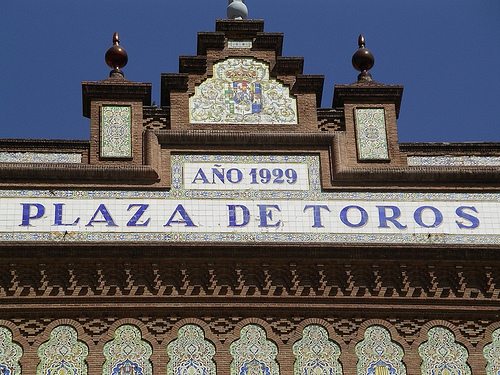 AÑO 1929
PLAZA DE TOROS